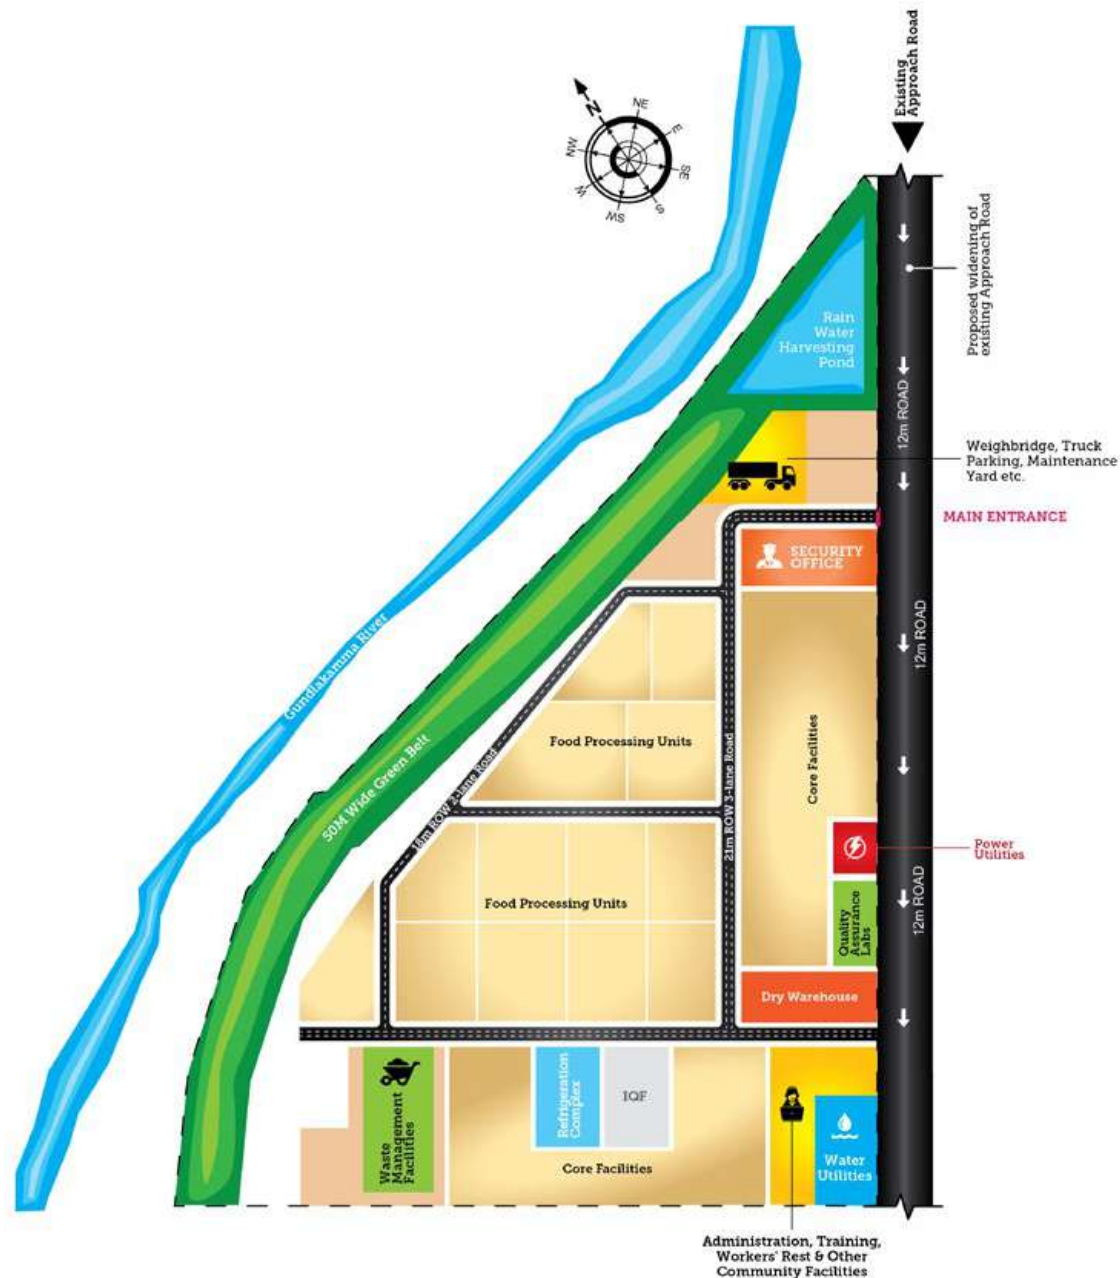 Existing
Approach Road
N
NE
E
SE
S
SW
W
NW
Proposed widening of
existing Approach Road
Rain
Water
Harvesting
Pond
12m ROAD
Weighbridge, Truck
Parking, Maintenance
Yard etc.
MAIN ENTRANCE
SECURITY
OFFICE
12m ROAD
Gundlakamma River
50M Wide Green Belt
18m ROW 2-lane Road
Food Processing Units
21m ROW 3-lane Road
Core Facilities
Power
Utilities
Food Processing Units
Quality
Assurance
Labs
12m ROAD
Dry Warehouse
Waste
Management
Facilities
Refrigeration
Complex
IQF
Core Facilities
Water
Utilities
Administration, Training,
Workers' Rest & Other
Community Facilities